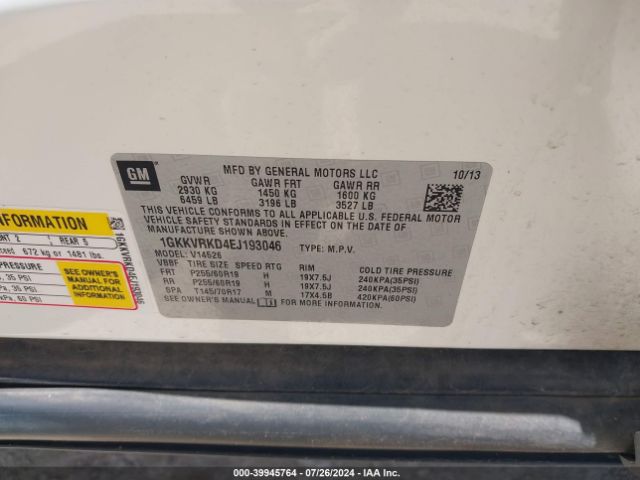 GM
MFD BY GENERAL MOTORS LLC
10/13
GVWR GAWR FRT GAWR RR
2930 KG 1450 KG 1600 KG
6459 LB 3196 LB 3527 LB
THIS VEHICLE CONFORMS TO ALL APPLICABLE U.S. FEDERAL MOTOR
VEHICLE SAFETY STANDARDS IN EFFECT ON THE DATE OF
MANUFACTURE SHOWN ABOVE.
1GKKVRKD4EJ193046 TYPE: M.P.V.
MODEL: V14526
VBBF TIRE SIZE SPEED RTG RIM COLD TIRE PRESSURE
FRT P255/60R19 H 19X7.5J 240KPA(35PSI)
RR P255/60R19 H 19X7.5J 240KPA(35PSI)
SPA T145/70R17 M 17X4.5B 420KPA(60PSI)
SEE OWNER'S MANUAL FOR MORE INFORMATION.
INFORMATION
2 REAR 5
exceed 672 kg or 1481 lbs.
PRESSURE
35 PSI
35 PSI
60 PSI
SEE OWNER'S
MANUAL FOR
ADDITIONAL
INFORMATION
1GKKVRKD4EJ193046
000-39945764 | 07/26/2024 - IAA Inc.